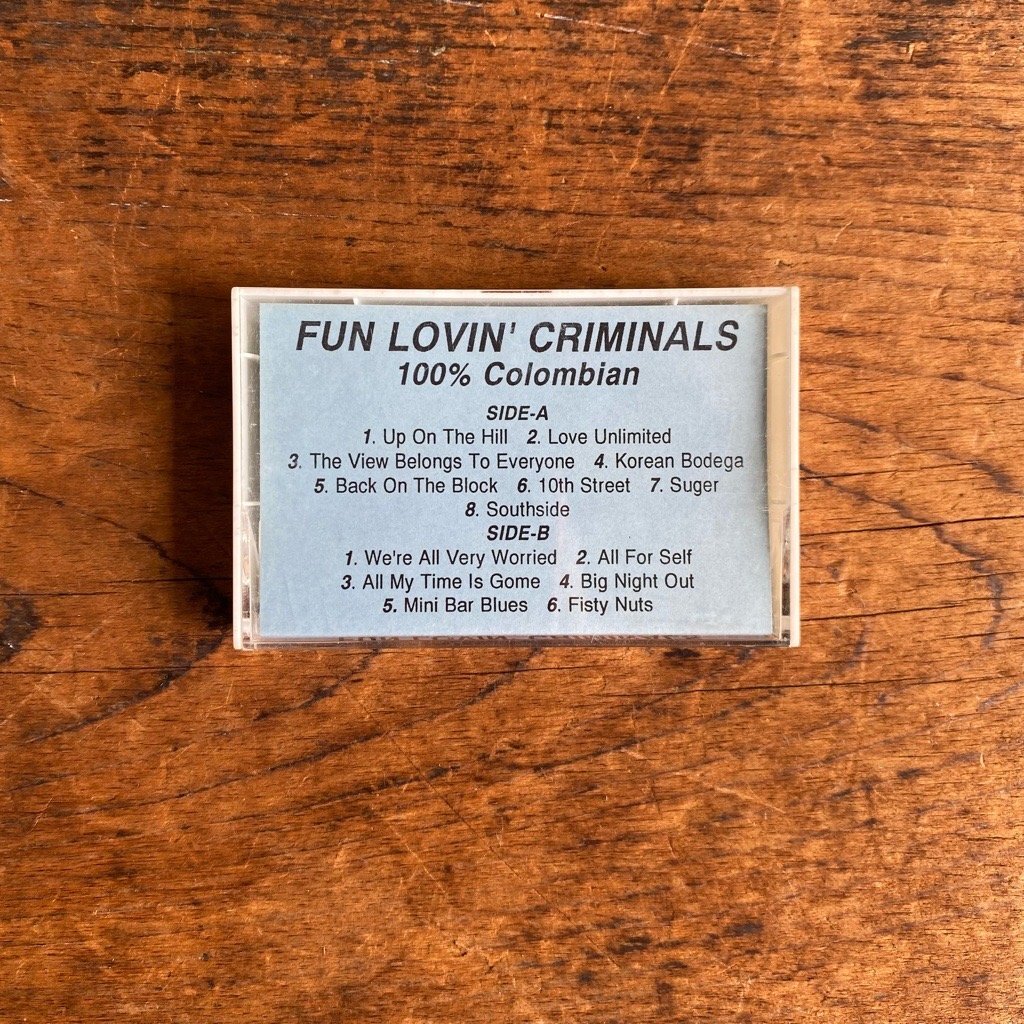 FUN LOVIN' CRIMINALS
100% Colombian
SIDE-A
1. Up On The Hill 2. Love Unlimited
3. The View Belongs To Everyone 4. Korean Bodega
5. Back On The Block 6. 10th Street 7. Suger
8. Southside
SIDE-B
1. We're All Very Worried 2. All For Self
3. All My Time Is Gome 4. Big Night Out
5. Mini Bar Blues 6. Fisty Nuts